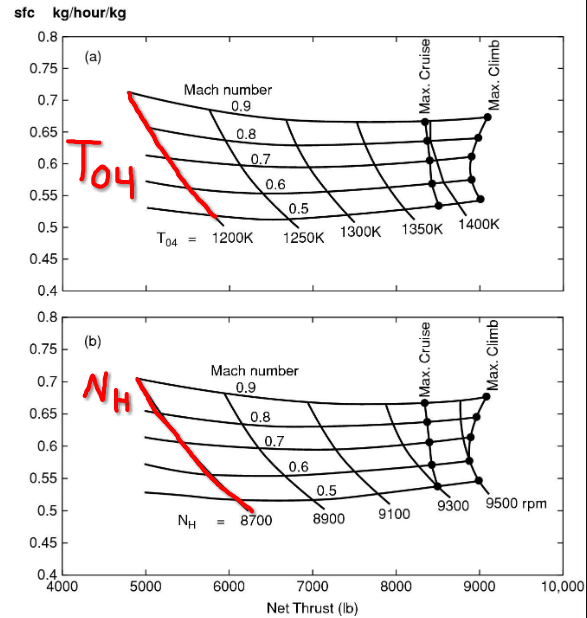 sfc kg/hour/kg
0.8
(a)
Max. Cruise
Max. Climb
0.75
Mach number
0.7
0.9
0.65
0.8
T04
0.7
0.6
0.6
0.55
0.5
0.5
T04 = 1200K 1250K 1300K 1350K 1400K
0.45
0.4
0.8
(b)
Max. Cruise
Max. Climb
0.75
Mach number
0.7
NH
0.9
0.65
0.8
0.7
0.6
0.6
0.55
0.5
0.5
NH = 8700 8900 9100 9300 9500 rpm
0.45
0.4
4000 5000 6000 7000 8000 9000 10,000
Net Thrust (lb)